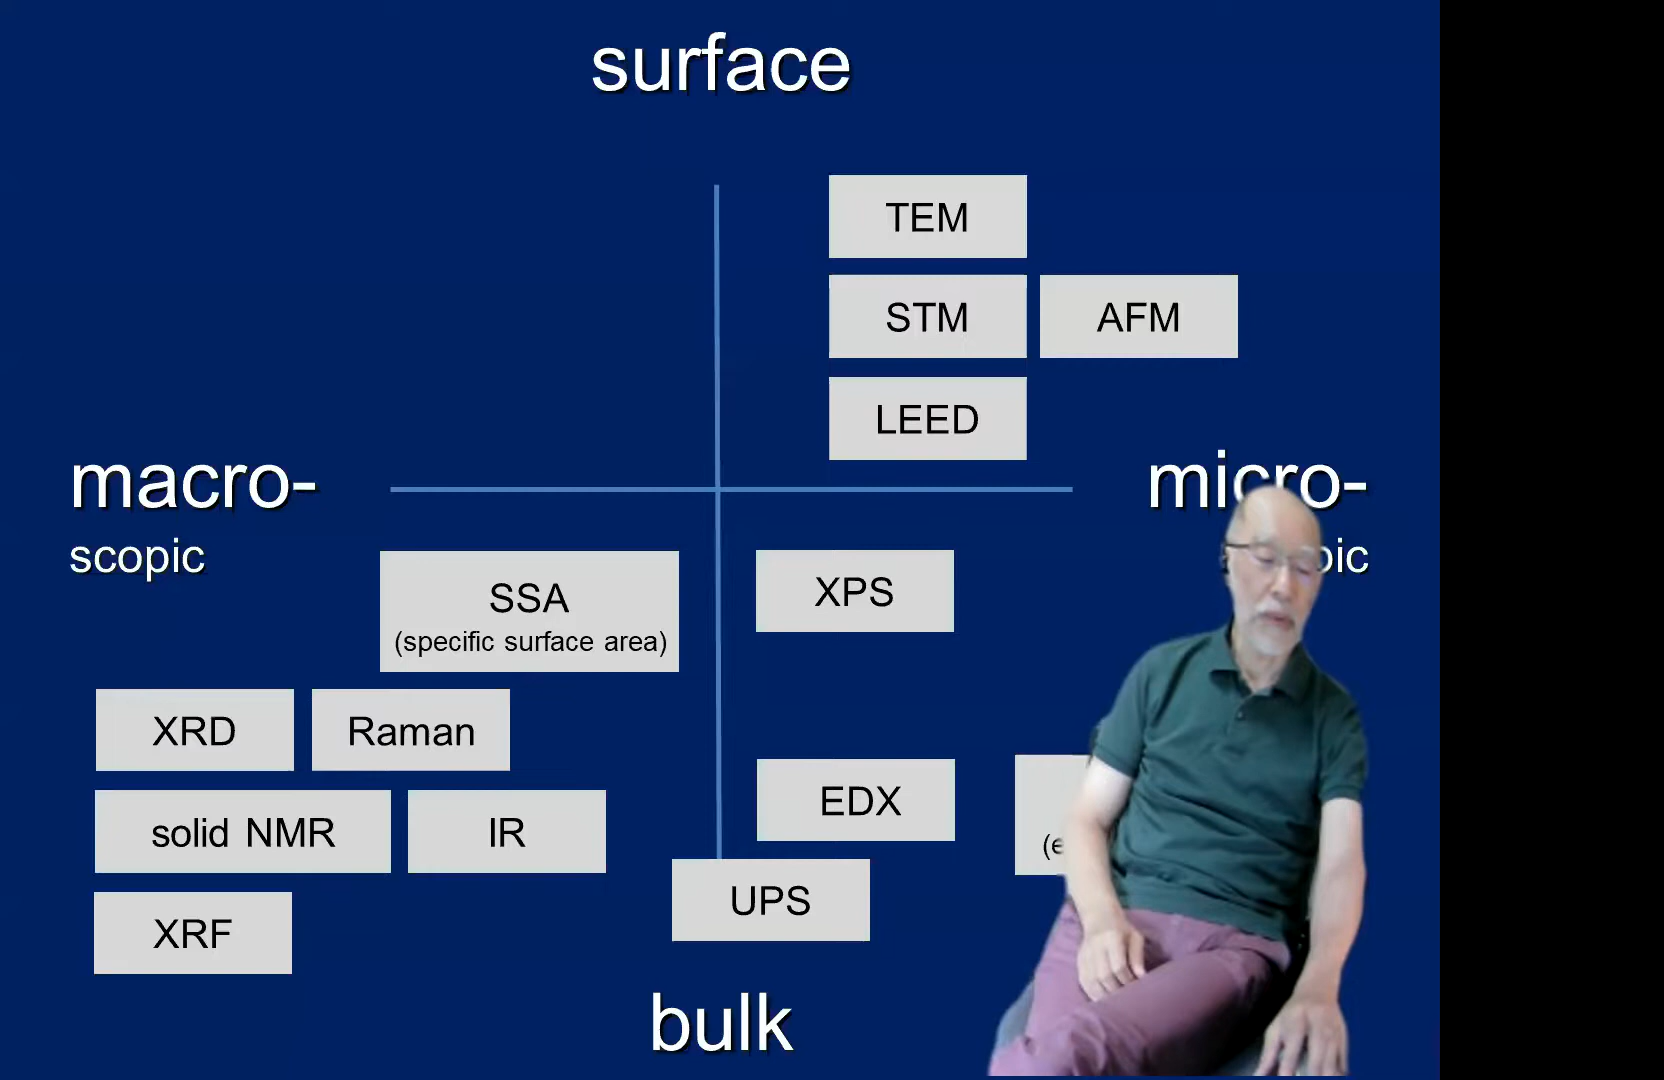 surface
TEM
STM
AFM
LEED
macro-
scopic
micro-
SSA
(specific surface area)
XPS
XRD
Raman
EDX
solid NMR
IR
UPS
XRF
bulk